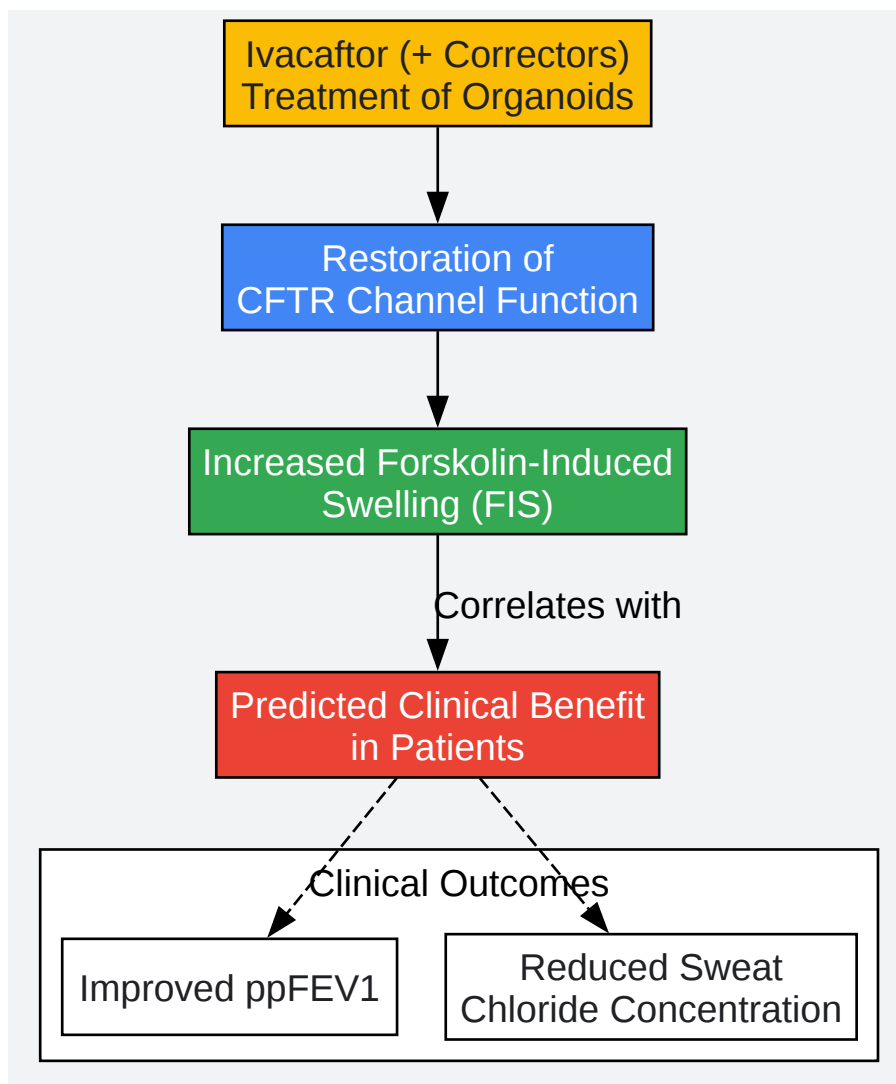 Ivacaftor (+ Correctors)
Treatment of Organoids
Restoration of
CFTR Channel Function
Increased Forskolin-Induced
Swelling (FIS)
Correlates with
Predicted Clinical Benefit
in Patients
Clinical Outcomes
Improved ppFEV1
Reduced Sweat
Chloride Concentration